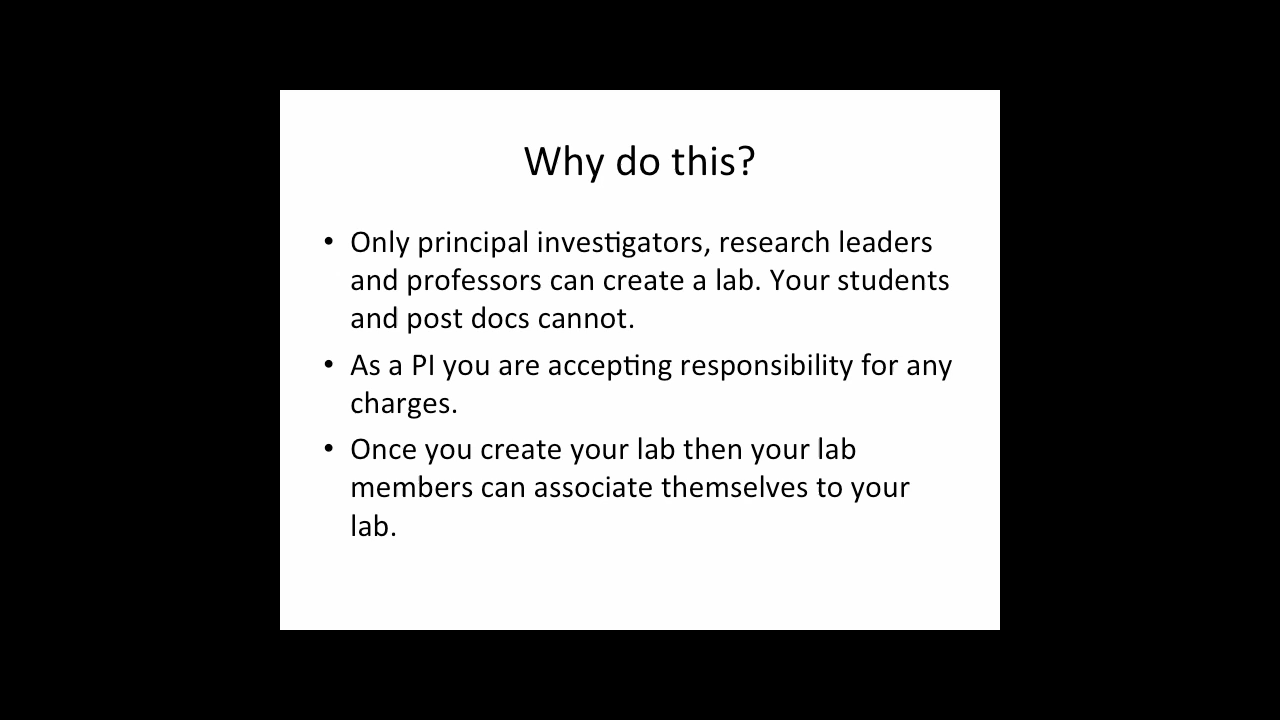 Why do this?
• Only principal investigators, research leaders
and professors can create a lab. Your students
and post docs cannot.
• As a PI you are accepting responsibility for any
charges.
• Once you create your lab then your lab
members can associate themselves to your
lab.